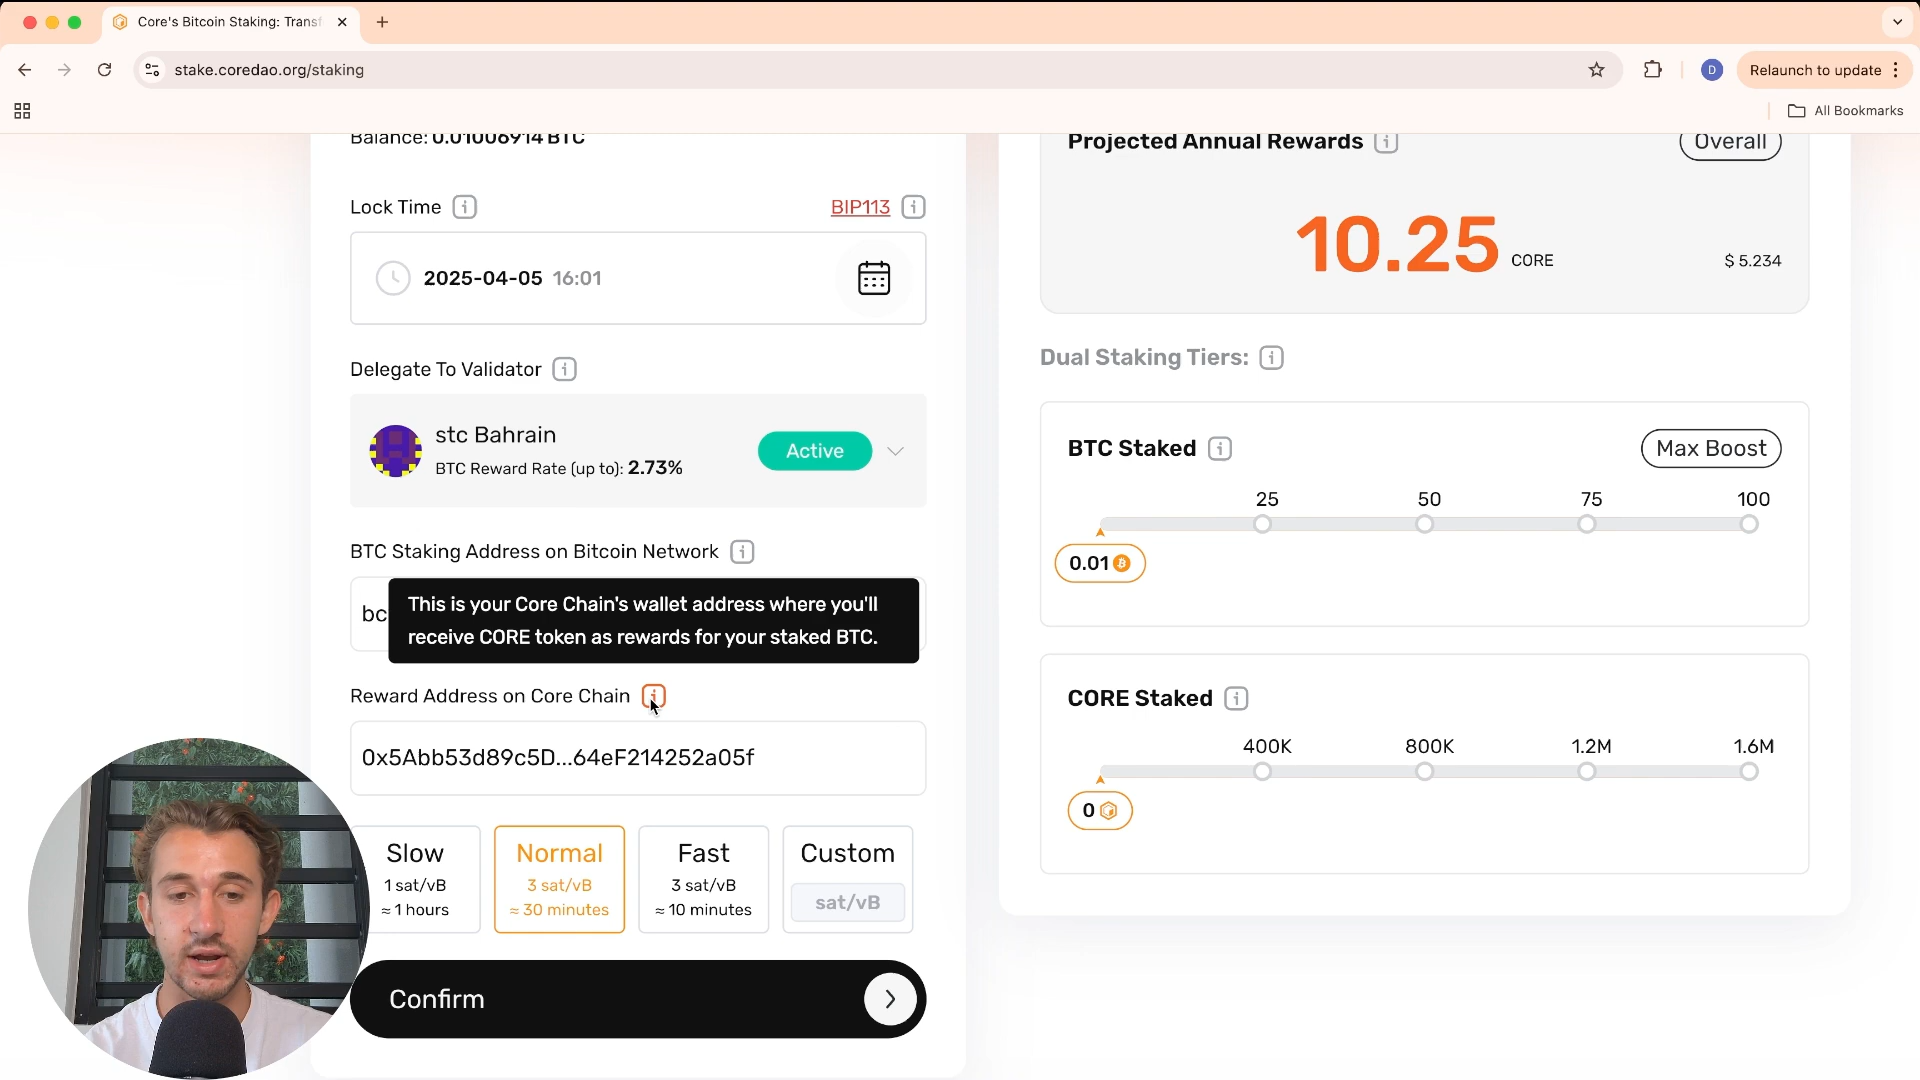 Core's Bitcoin Staking: Transf
stake.coredao.org/staking
D
Relaunch to update
All Bookmarks
Balance: 0.01006914 BTC
Lock Time
BIP113
2025-04-05 16:01
Delegate To Validator
stc Bahrain
BTC Reward Rate (up to): 2.73%
Active
BTC Staking Address on Bitcoin Network
bc
This is your Core Chain's wallet address where you'll
receive CORE token as rewards for your staked BTC.
Reward Address on Core Chain
0x5Abb53d89c5D...64eF214252a05f
Slow
1 sat/vB
≈ 1 hours
Normal
3 sat/vB
≈ 30 minutes
Fast
3 sat/vB
≈ 10 minutes
Custom
sat/vB
Confirm
Projected Annual Rewards
Overall
10.25 CORE
$ 5.234
Dual Staking Tiers:
BTC Staked
Max Boost
25 50 75 100
0.01
CORE Staked
400K 800K 1.2M 1.6M
0